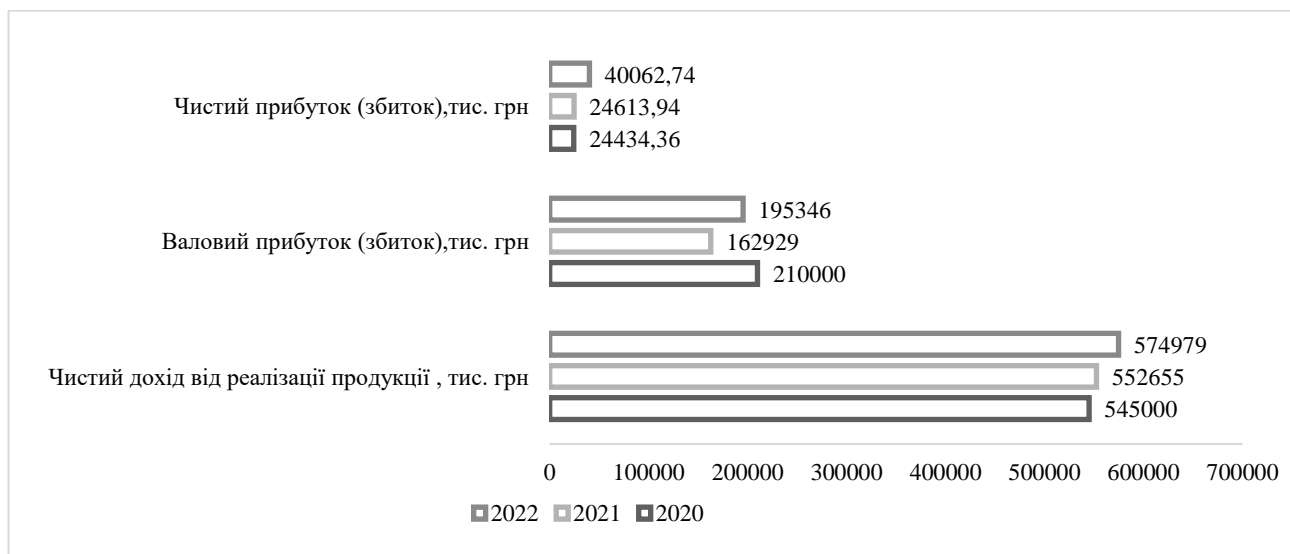 40062,74
Чистий прибуток (збиток),тис. грн
24613,94
24434,36
195346
Валовий прибуток (збиток),тис. грн
162929
210000
574979
Чистий дохід від реалізації продукції , тис. грн
552655
545000
0 100000 200000 300000 400000 500000 600000 700000
2022 2021 2020